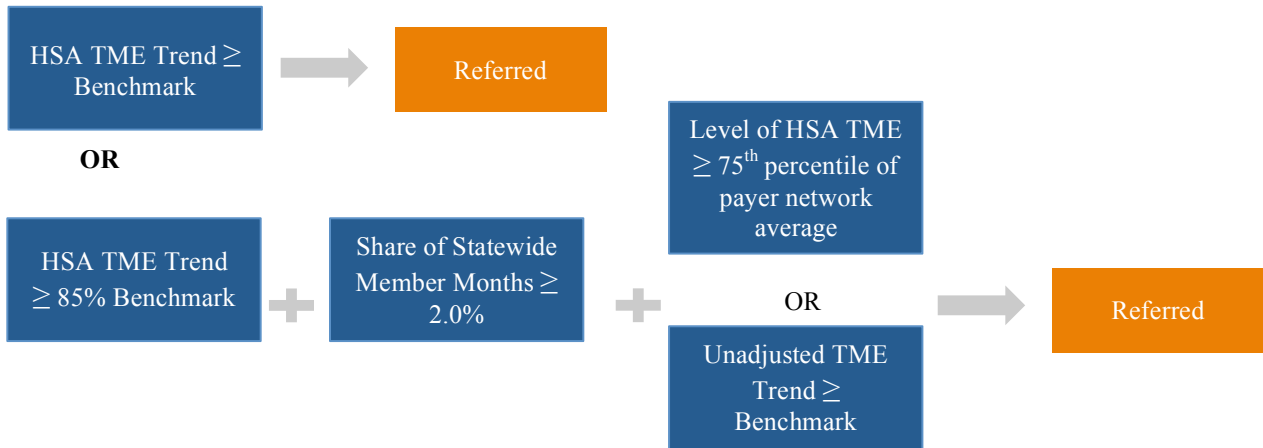 HSA TME Trend ≥
Benchmark
Referred
OR
HSA TME Trend
≥ 85% Benchmark
Share of Statewide
Member Months ≥
2.0%
Level of HSA TME
≥ 75th percentile of
payer network
average
OR
Unadjusted TME
Trend ≥
Benchmark
Referred